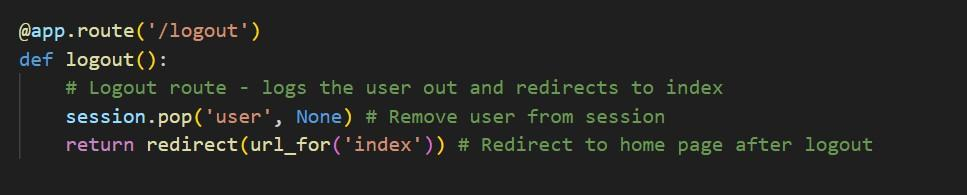 @app.route('/logout')
def logout():
    # Logout route - logs the user out and redirects to index
    session.pop('user', None) # Remove user from session
    return redirect(url_for('index')) # Redirect to home page after logout